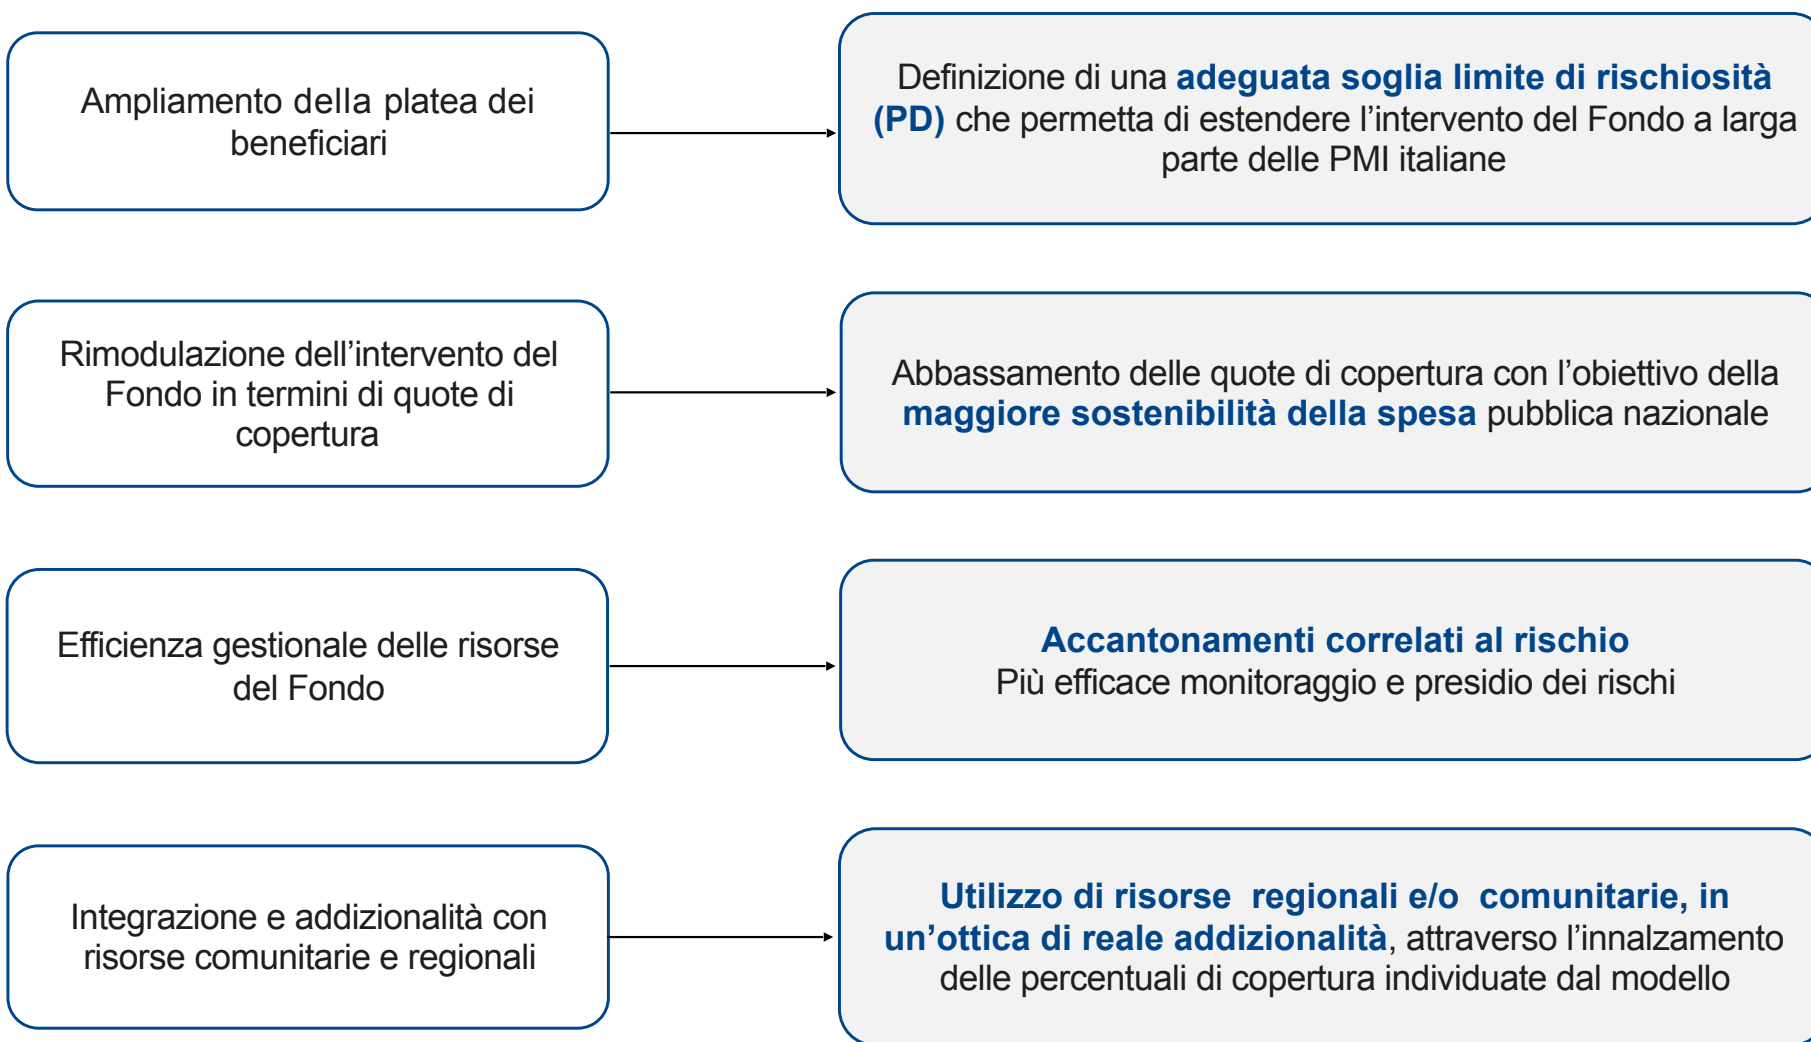 Ampliamento della platea dei
beneficiari
Definizione di una adeguata soglia limite di rischiosità
(PD) che permetta di estendere l’intervento del Fondo a larga
parte delle PMI italiane
Rimodulazione dell’intervento del
Fondo in termini di quote di
copertura
Abbassamento delle quote di copertura con l’obiettivo della
maggiore sostenibilità della spesa pubblica nazionale
Efficienza gestionale delle risorse
del Fondo
Accantonamenti correlati al rischio
Più efficace monitoraggio e presidio dei rischi
Integrazione e addizionalità con
risorse comunitarie e regionali
Utilizzo di risorse regionali e/o comunitarie, in
un’ottica di reale addizionalità, attraverso l’innalzamento
delle percentuali di copertura individuate dal modello